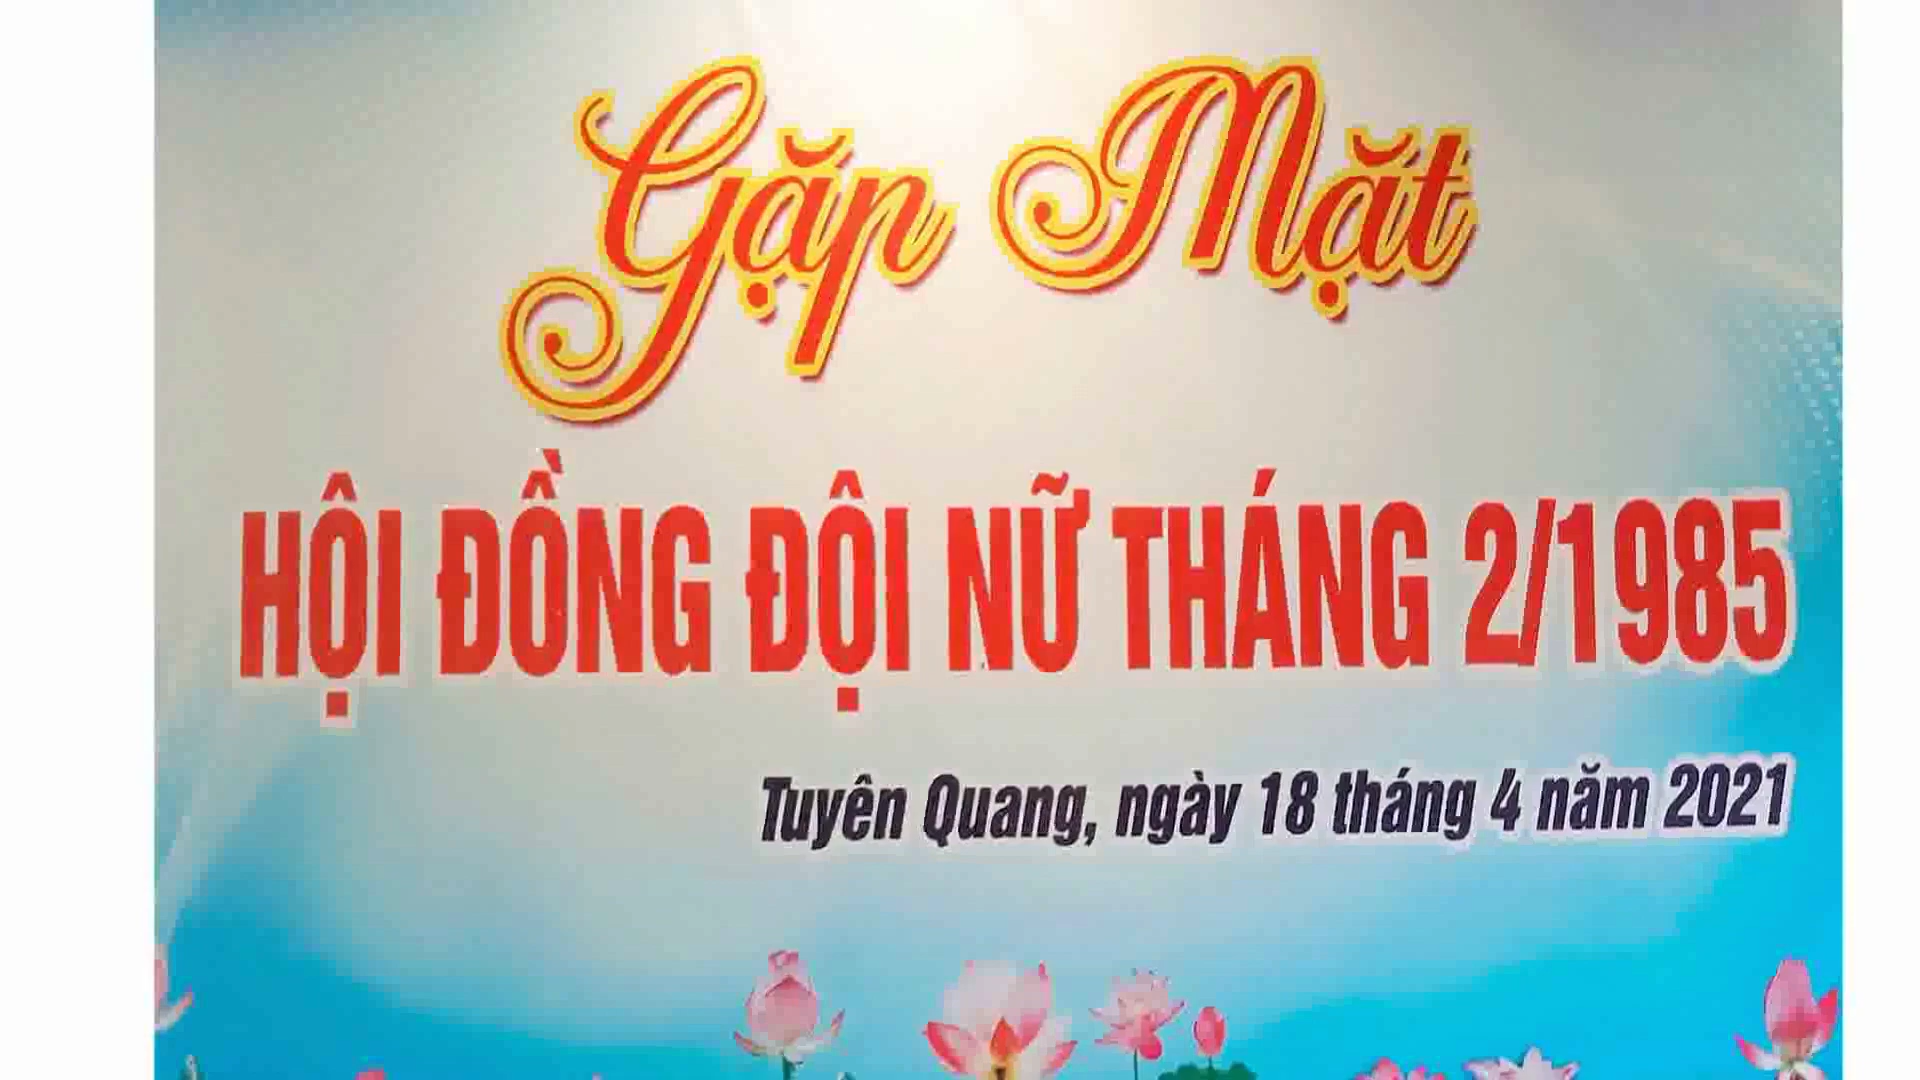 Gặp Mặt
HỘI ĐỒNG ĐỘI NỮ THÁNG 2/1985
Tuyên Quang, ngày 18 tháng 4 năm 2021